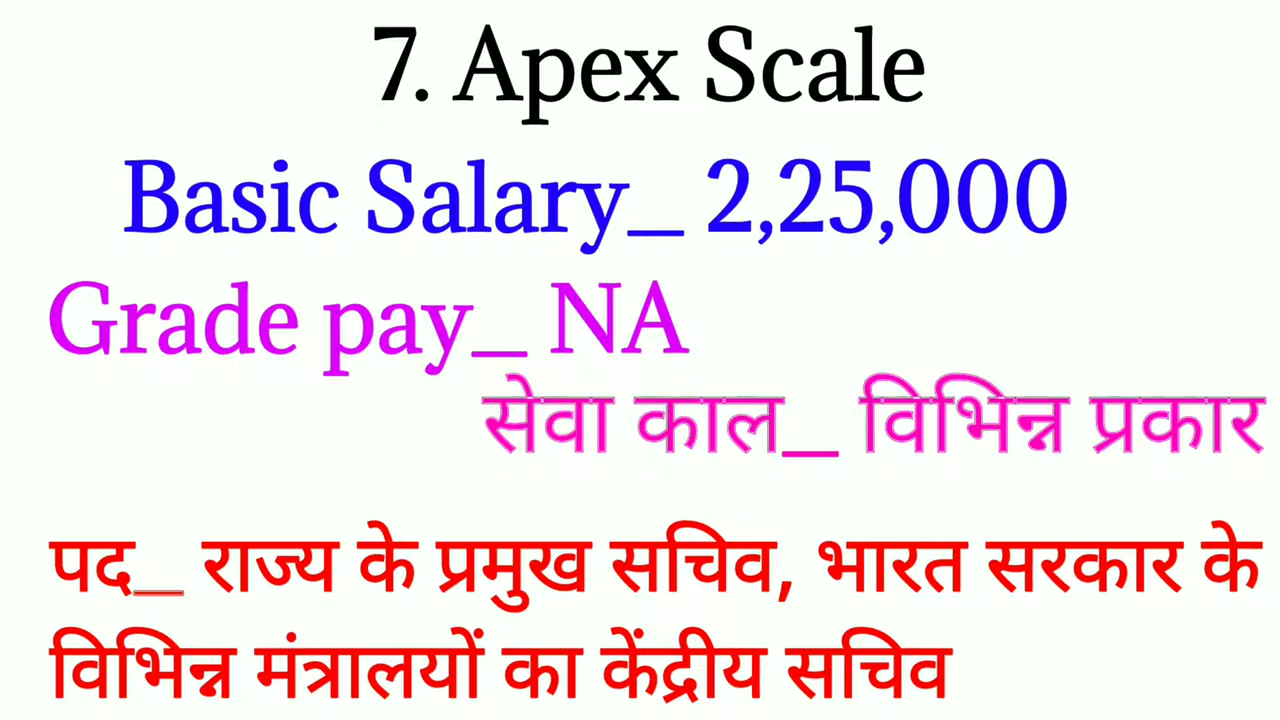 7. Apex Scale
Basic Salary_ 2,25,000
Grade pay_ NA
सेवा काल_ विभिन्न प्रकार
पद_ राज्य के प्रमुख सचिव, भारत सरकार के
विभिन्न मंत्रालयों का केंद्रीय सचिव